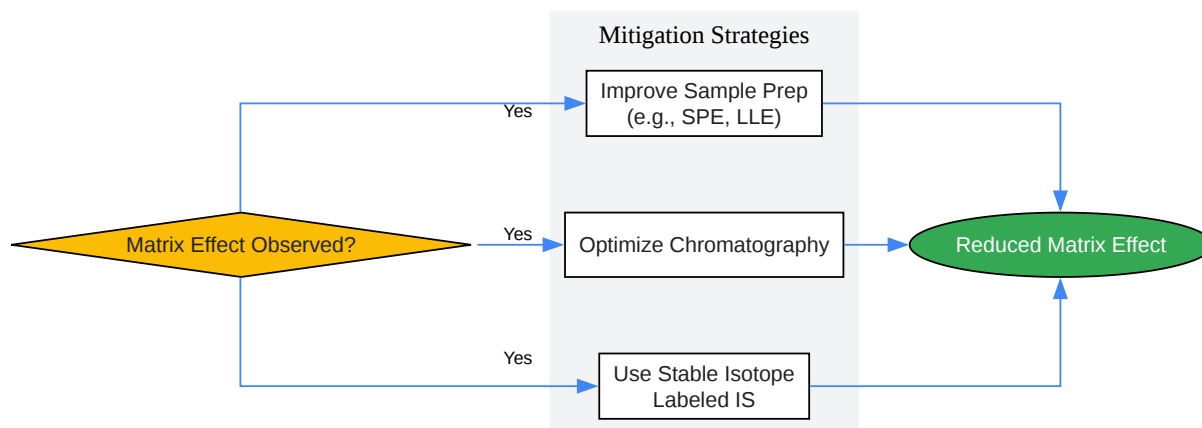 Mitigation Strategies
Improve Sample Prep
(e.g., SPE, LLE)
Yes
Matrix Effect Observed?
Yes
Optimize Chromatography
Reduced Matrix Effect
Yes
Use Stable Isotope
Labeled IS